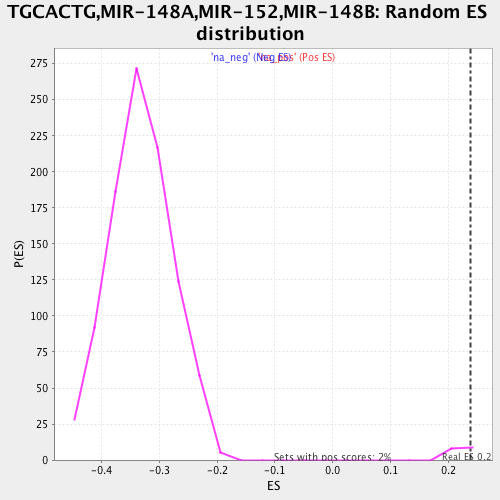 TGCACTG,MIR-148A,MIR-152,MIR-148B: Random ES
distribution
'na_neg' (Neg ES) 'na_pos' (Pos ES)
275
250
225
200
175
150
125
100
75
50
25
0
P(ES)
Sets with pos scores: 2%
Real ES 0.2
-0.4 -0.3 -0.2 -0.1 0.0 0.1 0.2
ES